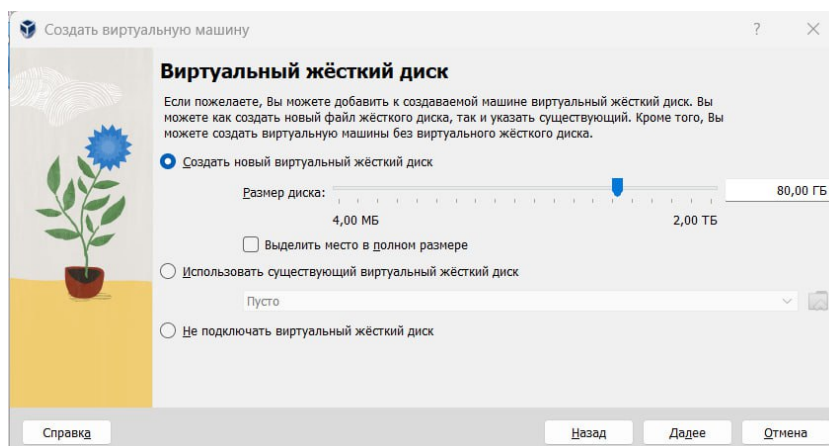 Создать виртуальную машину
?
Виртуальный жёсткий диск
Если пожелаете, Вы можете добавить к создаваемой машине виртуальный жёсткий диск. Вы
можете как создать новый файл жёсткого диска, так и указать существующий. Кроме того, Вы
можете создать виртуальную машины без виртуального жёсткого диска.
Создать новый виртуальный жёсткий диск
Размер диска:
80,00 ГБ
4,00 МБ
2,00 ТБ
Выделить место в полном размере
Использовать существующий виртуальный жёсткий диск
Пусто
Не подключать виртуальный жёсткий диск
Справка
Назад
Далее
Отмена